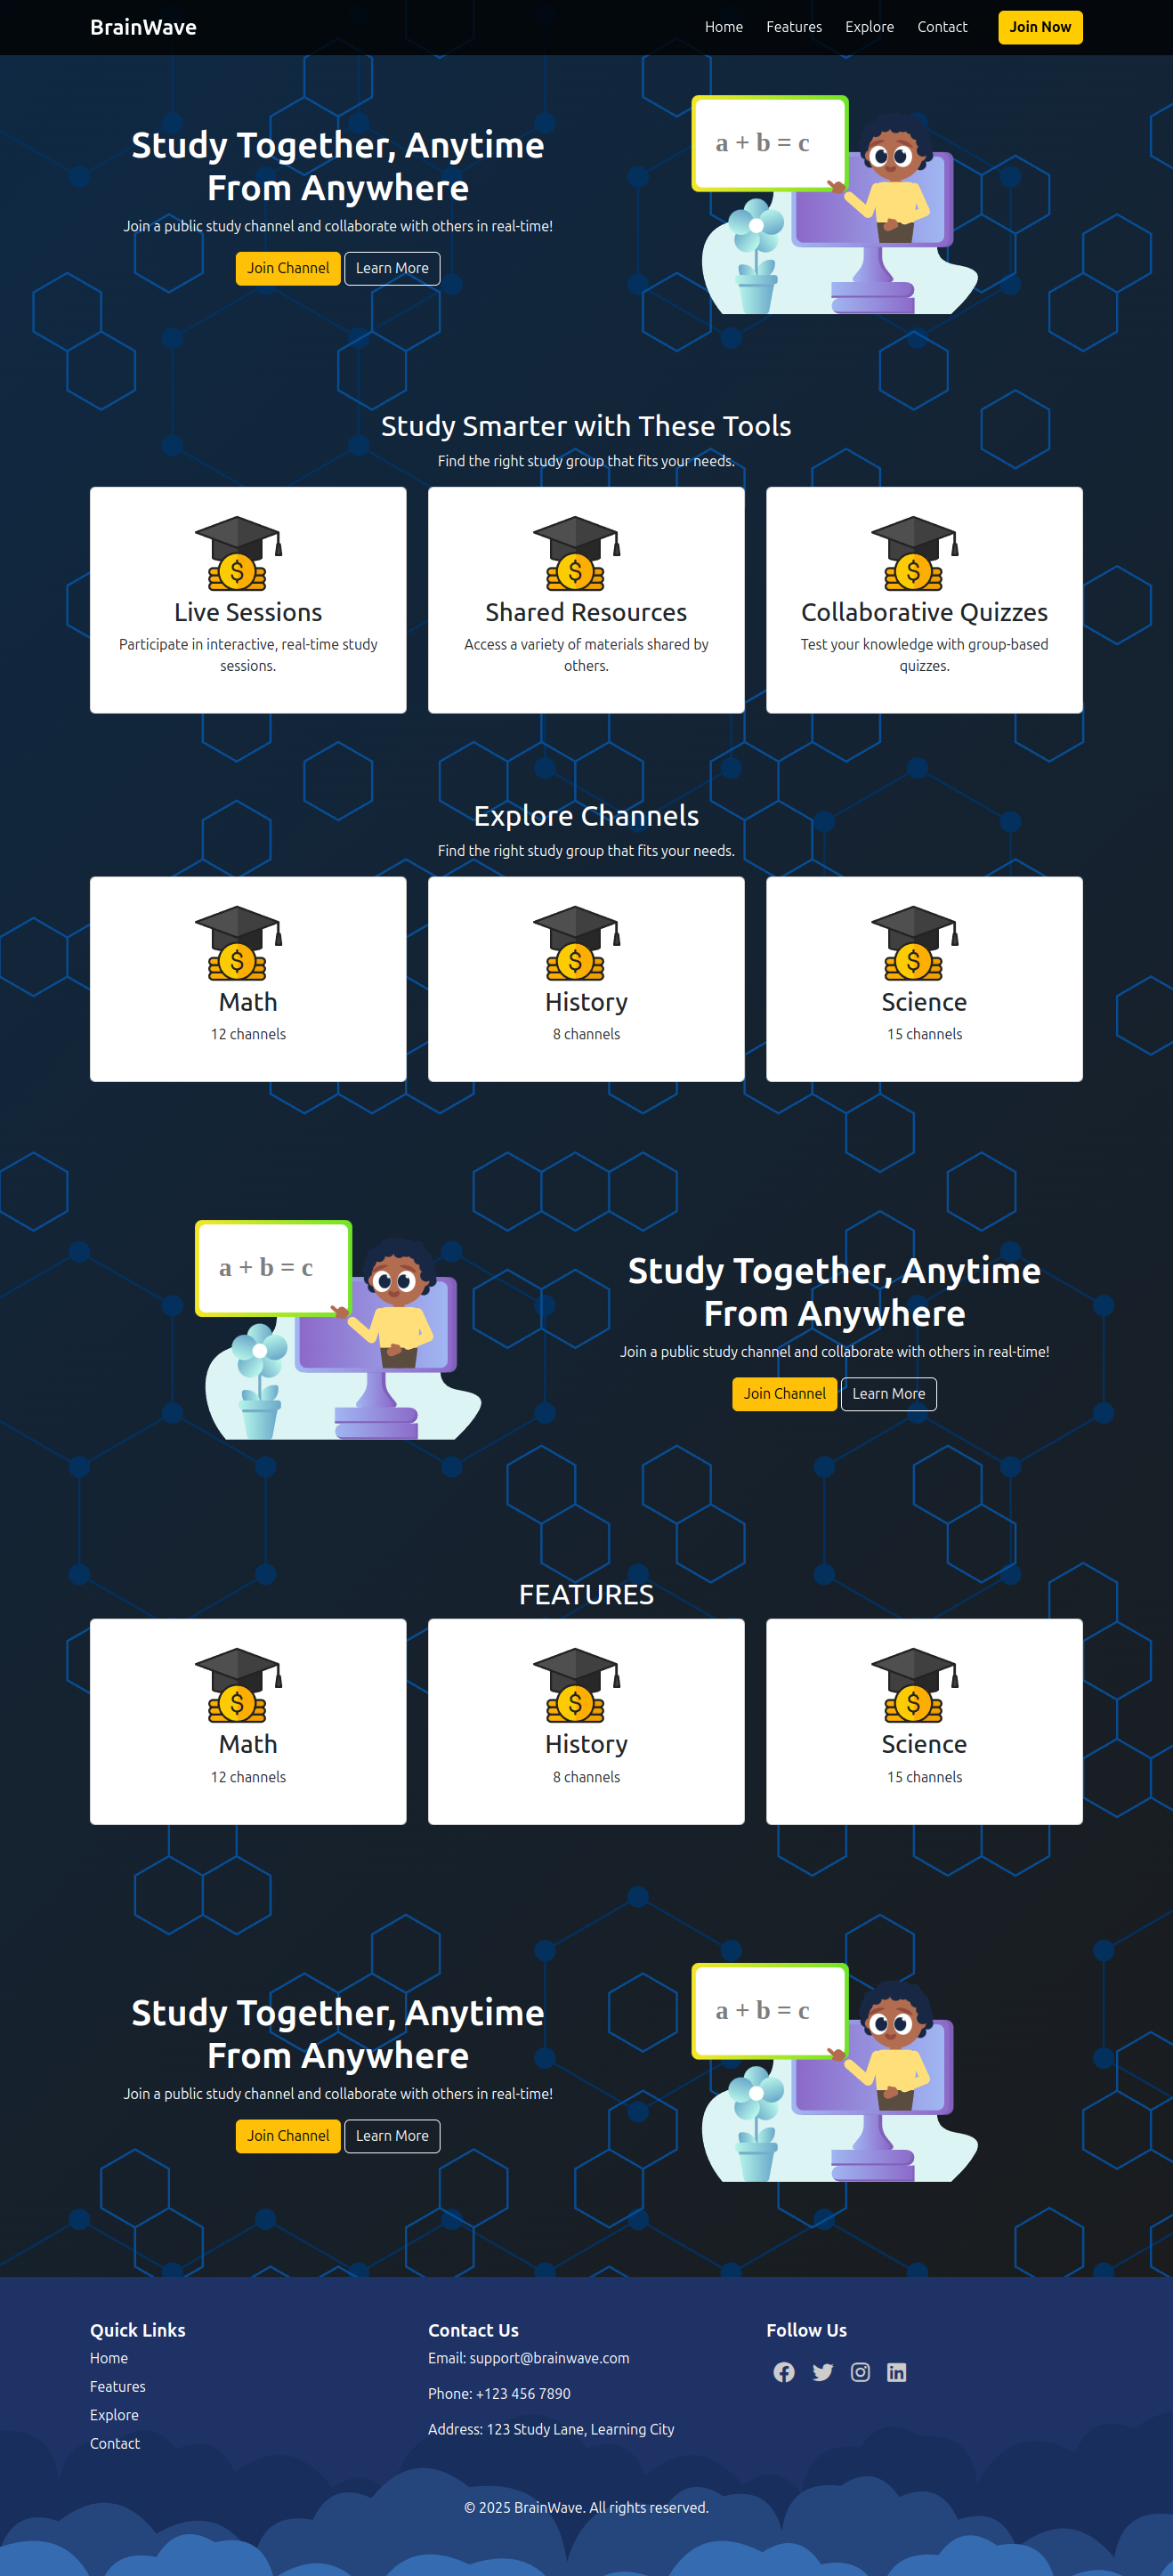 BrainWave
Home Features Explore Contact Join Now
Study Together, Anytime
From Anywhere
Join a public study channel and collaborate with others in real-time!
Join Channel Learn More
a + b = c
Study Smarter with These Tools
Find the right study group that fits your needs.
$
Live Sessions
Participate in interactive, real-time study
sessions.
$
Shared Resources
Access a variety of materials shared by
others.
$
Collaborative Quizzes
Test your knowledge with group-based
quizzes.
Explore Channels
Find the right study group that fits your needs.
$
Math
12 channels
$
History
8 channels
$
Science
15 channels
a + b = c
Study Together, Anytime
From Anywhere
Join a public study channel and collaborate with others in real-time!
Join Channel Learn More
FEATURES
$
Math
12 channels
$
History
8 channels
$
Science
15 channels
Study Together, Anytime
From Anywhere
Join a public study channel and collaborate with others in real-time!
Join Channel Learn More
a + b = c
Quick Links
Home
Features
Explore
Contact
Contact Us
Email: support@brainwave.com
Phone: +123 456 7890
Address: 123 Study Lane, Learning City
Follow Us
© 2025 BrainWave. All rights reserved.